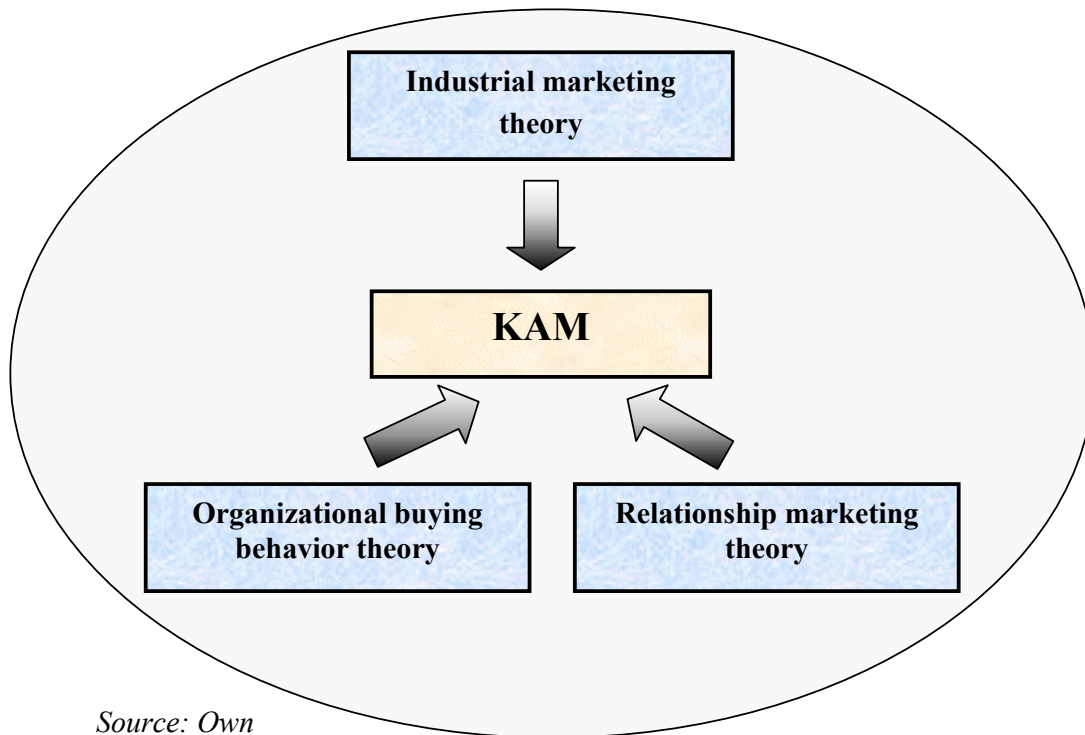 Industrial marketing
theory
KAM
Organizational buying
behavior theory
Relationship marketing
theory
Source: Own